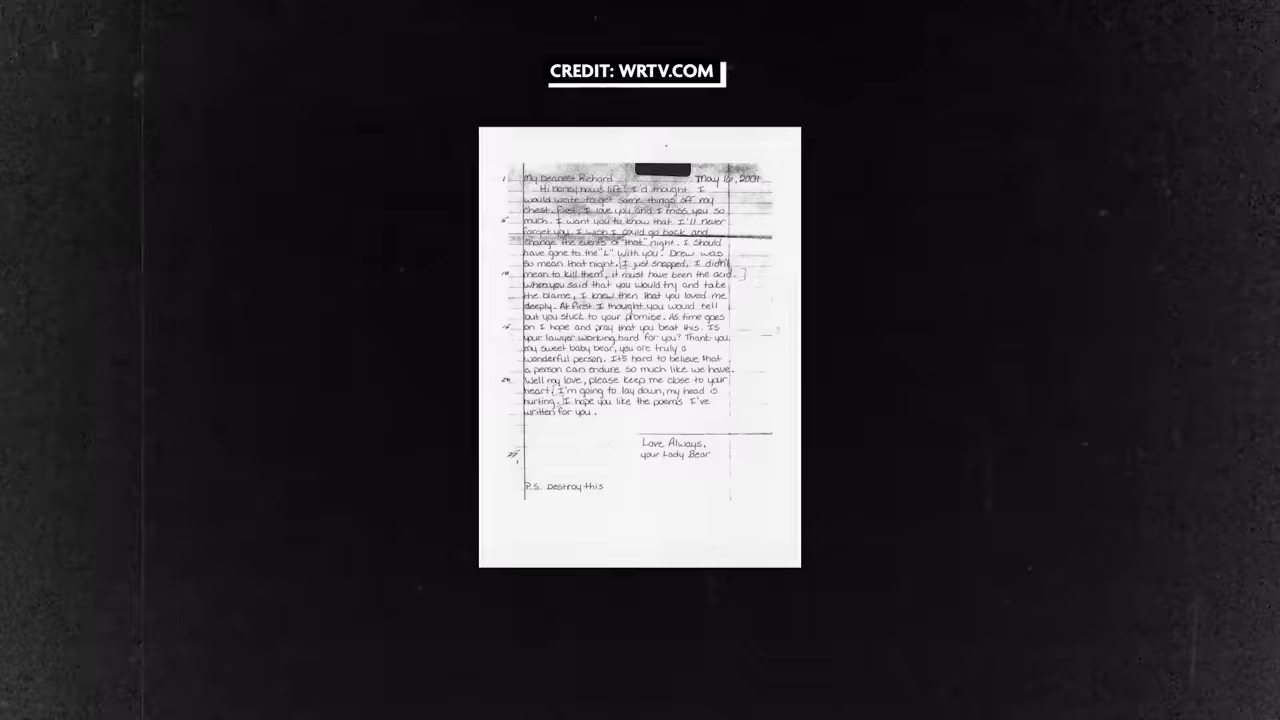 CREDIT: WRTV.COM
1 My Dearest Richard May 16, 2001
Hi honey, how's life? I'd thought I
would write to get some things off my
chest. First, I love you and I miss you so
5 much. I want you to know that I'll never
forget you. I wish I could go back and
change the events of "that" night. I should
have gone to the "L" with you. Drew was
so mean that night. [I just snapped, I didn't
10 mean to kill them, it must have been the acid.]
When you said that you would try and take
the blame, I knew then that you loved me
deeply. At first I thought you would tell
but you stuck to your promise. As time goes
15 on I hope and pray that you beat this. Is
your lawyer working hard for you? Thank-you,
my sweet baby bear, you are truly a
wonderful person. It's hard to believe that
a person can endure so much like we have.
20 Well my love, please keep me close to your
heart. [I'm going to lay down, my head is
hurting.] I hope you like the poems I've
written for you.
Love Always,
25 your Lady Bear
P.S. Destroy this